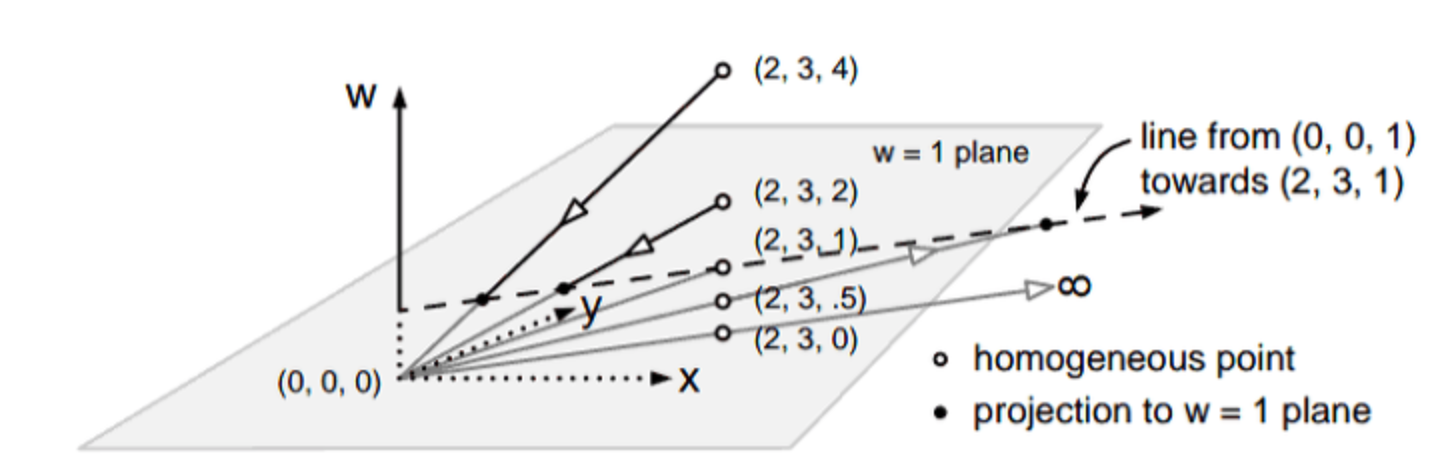 (2, 3, 4)
w
line from (0, 0, 1)
w = 1 plane
towards (2, 3, 1)
(2, 3, 2)
(2, 3, 1)
∞
(2, 3, .5)
y
(2, 3, 0)
homogeneous point
(0, 0, 0)
x
projection to w = 1 plane